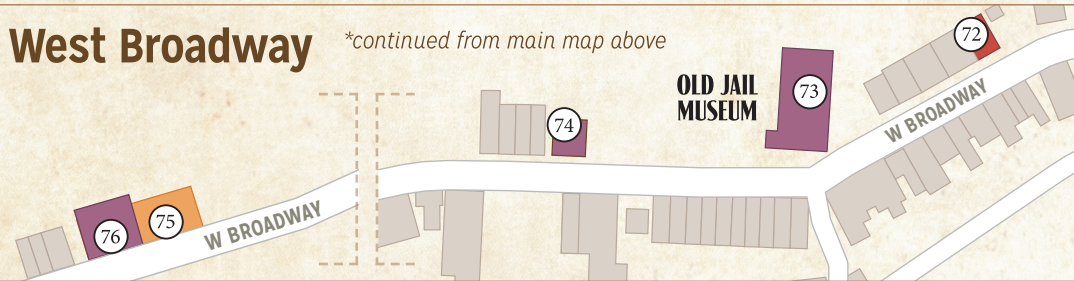 West Broadway
*continued from main map above
72
OLD JAIL
MUSEUM
73
W BROADWAY
74
76
75
W BROADWAY